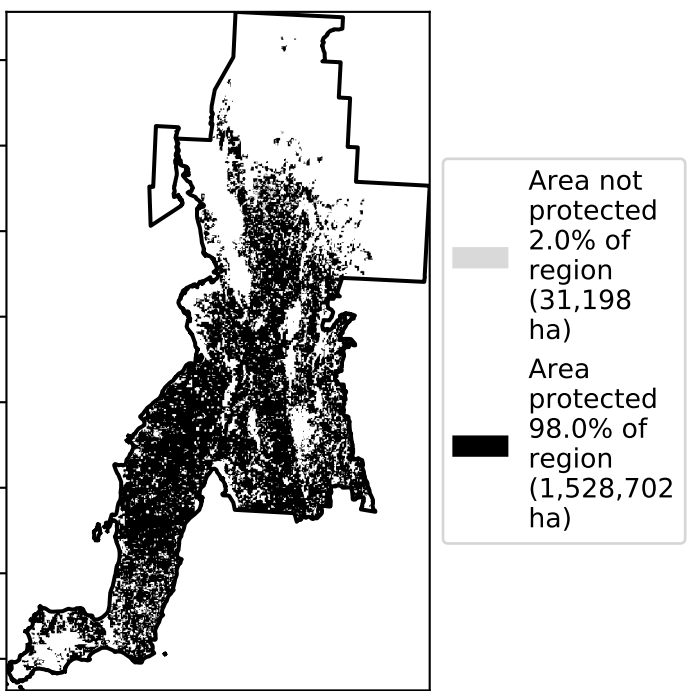 Area not
protected
2.0% of
region
(31,198
ha)
Area
protected
98.0% of
region
(1,528,702
ha)